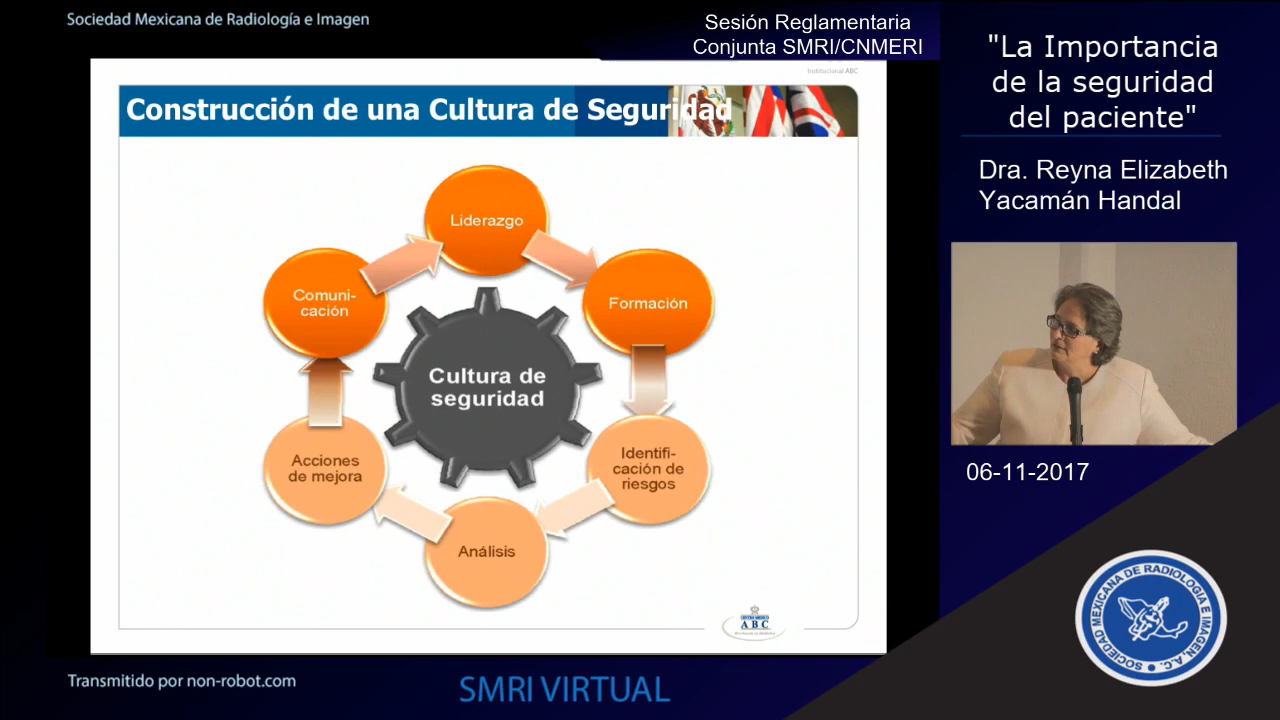 Sociedad Mexicana de Radiología e Imagen
Sesión Reglamentaria
Conjunta SMRI/CNMERI
"La Importancia
de la seguridad
del paciente"
Dra. Reyna Elizabeth
Yacamán Handal
06-11-2017
Institucional ABC
Construcción de una Cultura de Seguridad
Liderazgo
Formación
Identifi-
cación de
riesgos
Análisis
Acciones
de mejora
Comuni-
cación
Cultura de
seguridad
CENTRO MEDICO
ABC
SOCIEDAD MEXICANA DE RADIOLOGIA E IMAGEN, A.C.
Transmitido por non-robot.com
SMRI VIRTUAL